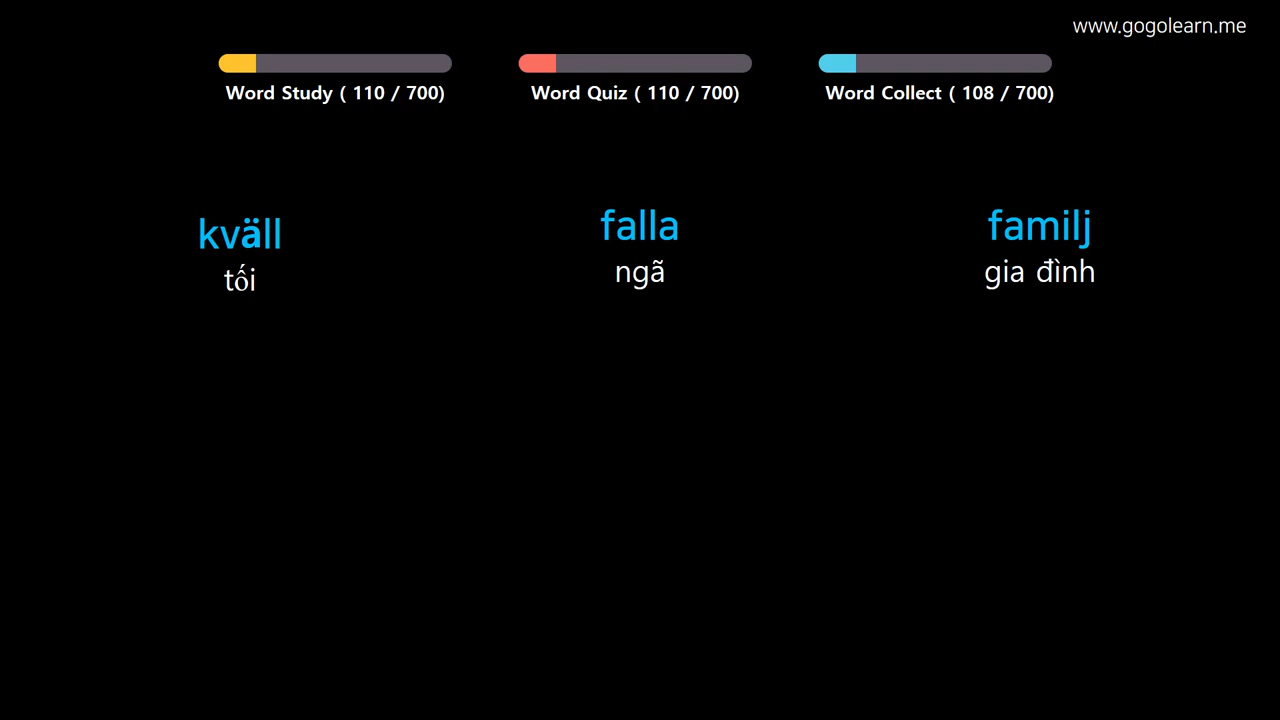 www.gogolearn.me
Word Study ( 110 / 700)
Word Quiz ( 110 / 700)
Word Collect ( 108 / 700)
kväll
tối
falla
ngã
familj
gia đình